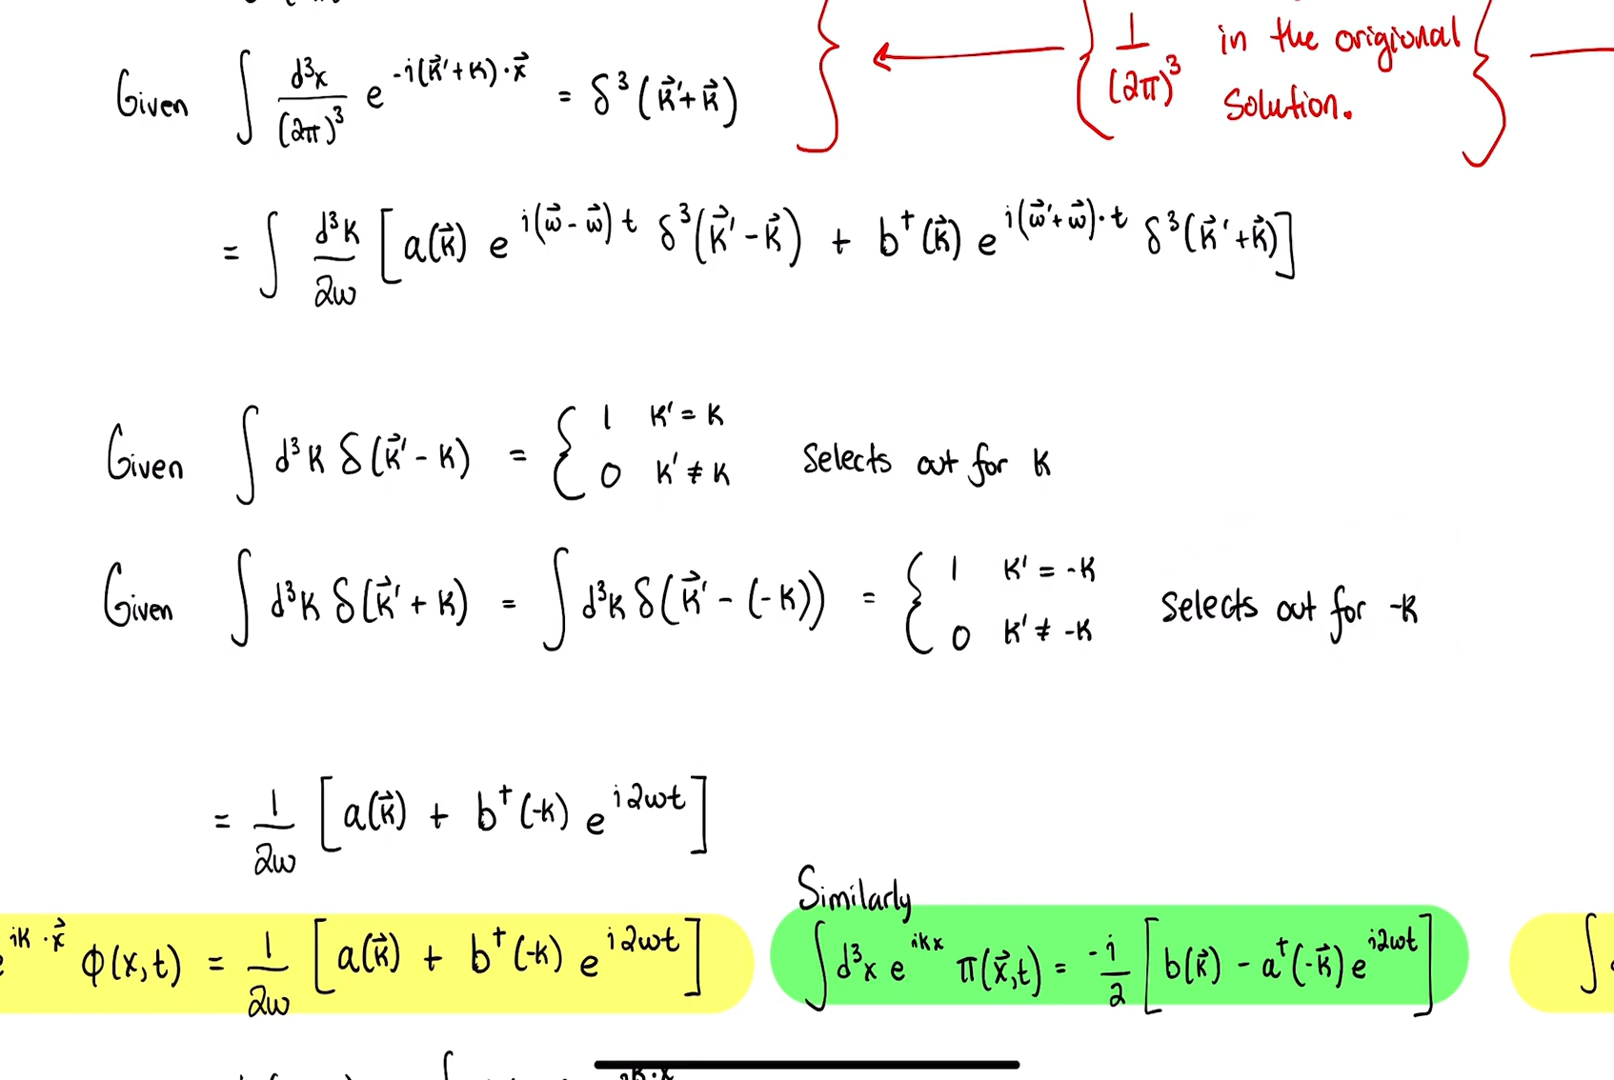 Given ∫ d³x/(2π)³ e^{-i(k⃗'+k)·x⃗} = δ³(k⃗'+k⃗)
1/(2π)³ in the origional
Solution.
= ∫ d³k/2ω [a(k⃗) e^{i(ω⃗-ω⃗)t} δ³(k⃗'-k⃗) + b†(k⃗) e^{i(ω⃗'+ω⃗)·t} δ³(k⃗'+k⃗)]
Given ∫ d³k δ(k⃗'-k) = { 1 k'=k
0 k'≠k Selects out for k
Given ∫ d³k δ(k⃗'+k) = ∫ d³k δ(k⃗'-(-k)) = { 1 k'=-k
0 k'≠-k Selects out for -k
= 1/2ω [a(k⃗) + b†(-k) e^{i2ωt}]
Similarly
e^{ik·x⃗} φ(x,t) = 1/2ω [a(k⃗) + b†(-k) e^{i2ωt}]
∫d³x e^{ikx} π(x⃗,t) = -i/2 [b(k⃗) - a†(-k⃗) e^{i2ωt}]
∫